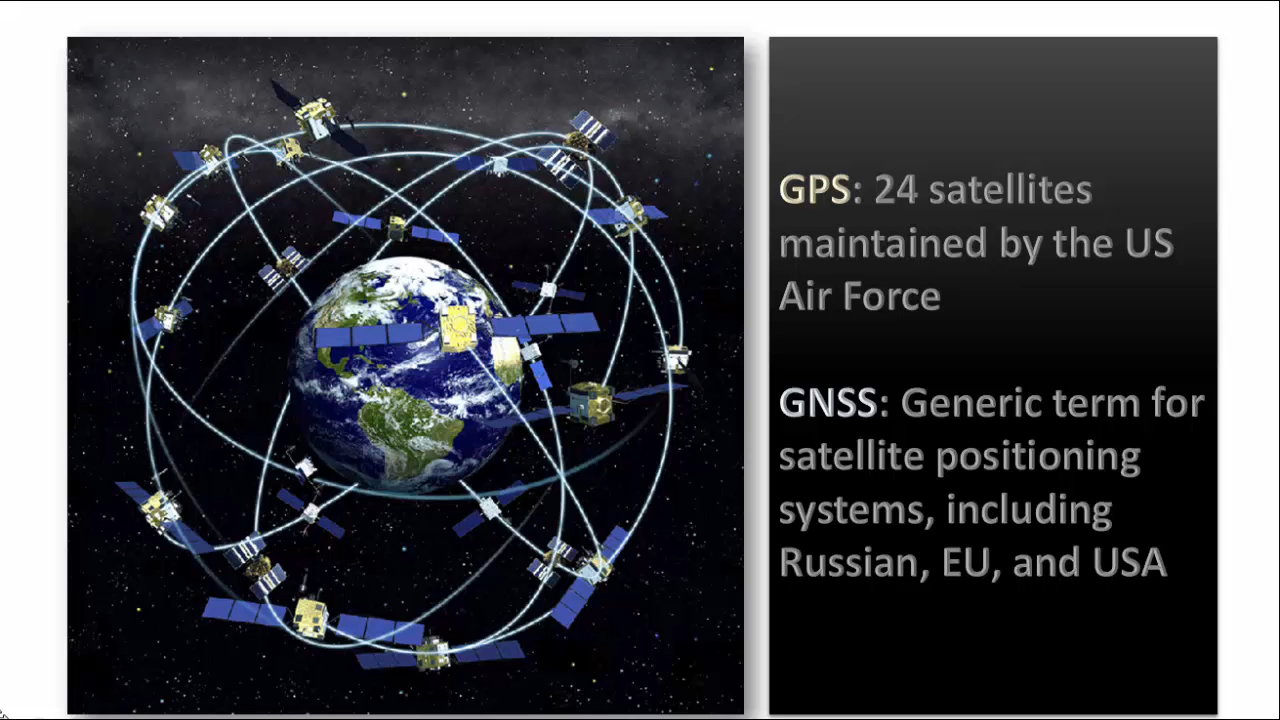 GPS: 24 satellites
maintained by the US
Air Force
GNSS: Generic term for
satellite positioning
systems, including
Russian, EU, and USA